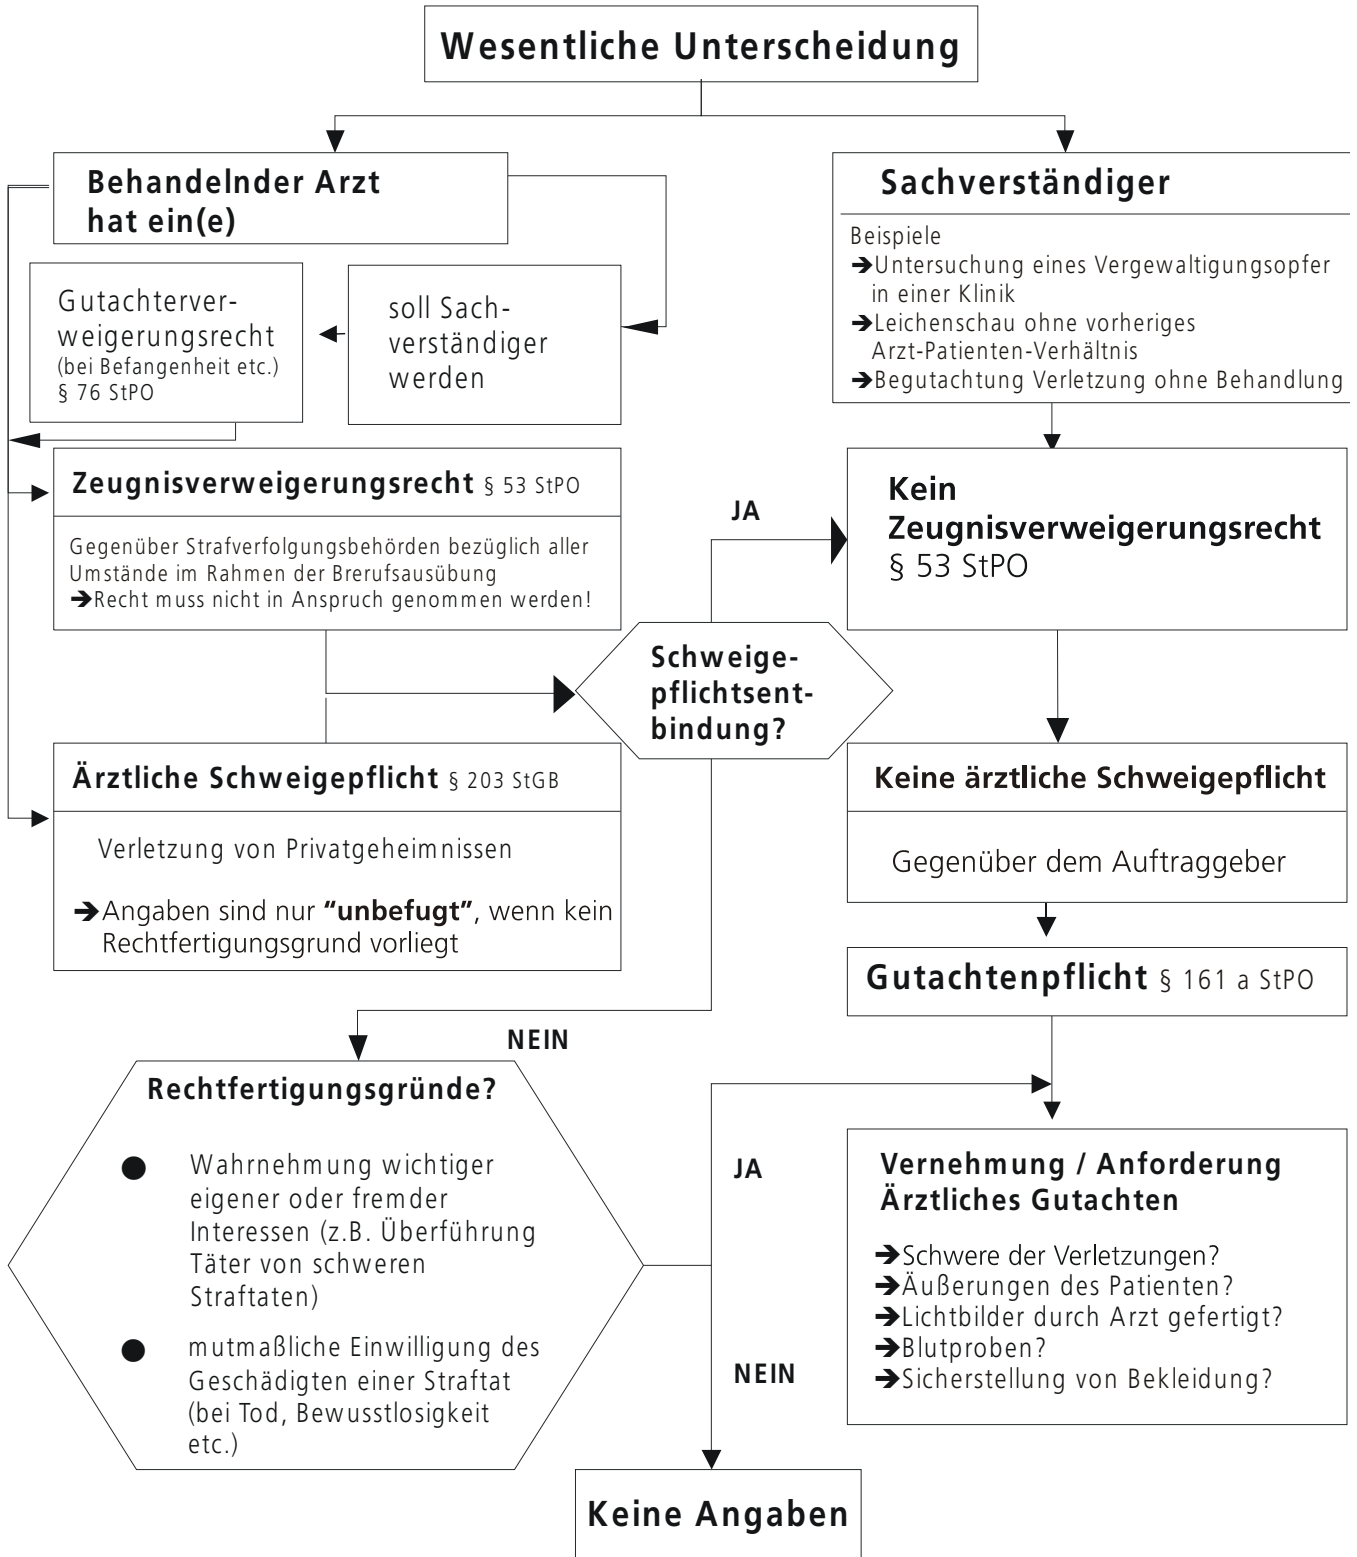 Wesentliche Unterscheidung
Behandelnder Arzt
hat ein(e)
Gutachterver-
weigerungsrecht
(bei Befangenheit etc.)
§ 76 StPO
soll Sach-
verständiger
werden
Zeugnisverweigerungsrecht § 53 StPO
Gegenüber Strafverfolgungsbehörden bezüglich aller
Umstände im Rahmen der Brerufsausübung
➔Recht muss nicht in Anspruch genommen werden!
Ärztliche Schweigepflicht § 203 StGB
Verletzung von Privatgeheimnissen
➔Angaben sind nur "unbefugt", wenn kein
Rechtfertigungsgrund vorliegt
Schweige-
pflichtsent-
bindung?
JA
NEIN
Sachverständiger
Beispiele
➔Untersuchung eines Vergewaltigungsopfer
in einer Klinik
➔Leichenschau ohne vorheriges
Arzt-Patienten-Verhältnis
➔Begutachtung Verletzung ohne Behandlung
Kein
Zeugnisverweigerungsrecht
§ 53 StPO
Keine ärztliche Schweigepflicht
Gegenüber dem Auftraggeber
Gutachtenpflicht § 161 a StPO
Rechtfertigungsgründe?
● Wahrnehmung wichtiger
eigener oder fremder
Interessen (z.B. Überführung
Täter von schweren
Straftaten)
● mutmaßliche Einwilligung des
Geschädigten einer Straftat
(bei Tod, Bewusstlosigkeit
etc.)
JA
NEIN
Vernehmung / Anforderung
Ärztliches Gutachten
➔Schwere der Verletzungen?
➔Äußerungen des Patienten?
➔Lichtbilder durch Arzt gefertigt?
➔Blutproben?
➔Sicherstellung von Bekleidung?
Keine Angaben